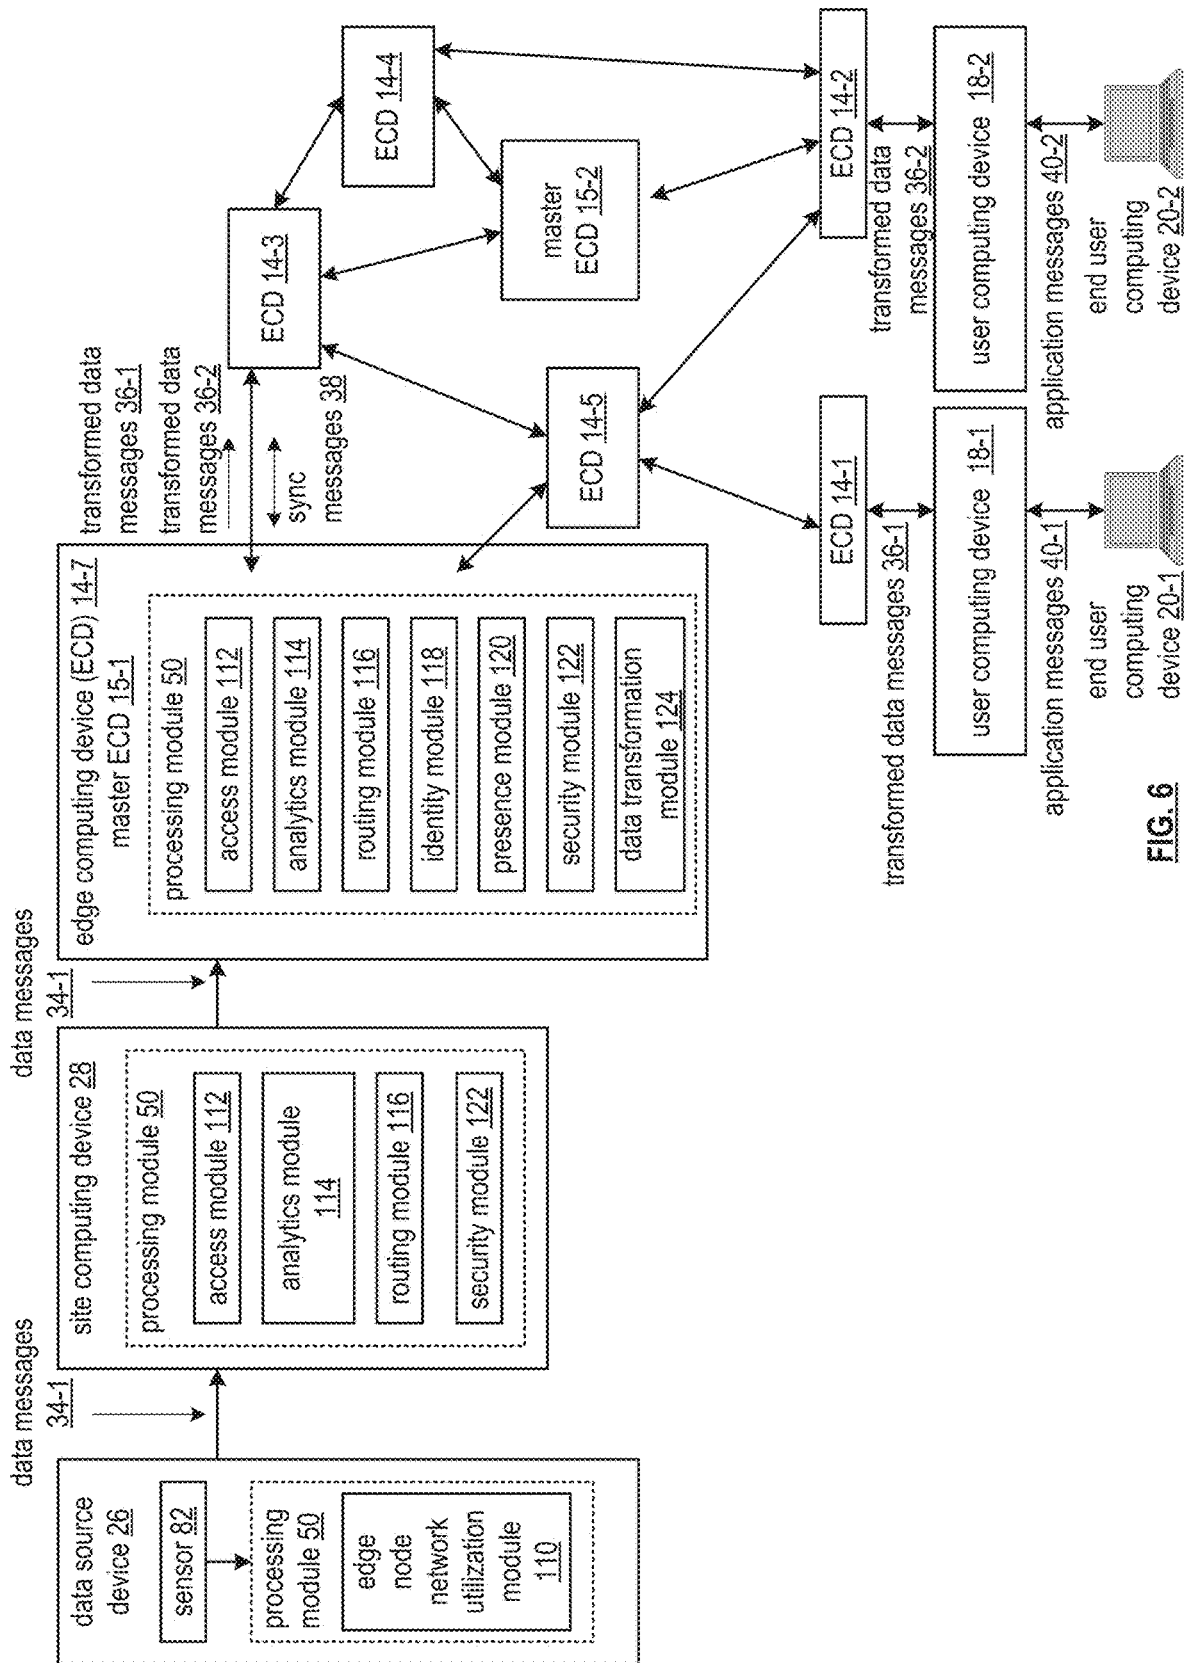 data source
device 26
sensor 82
processing
module 50
edge
node
network
utilization
module
110
data messages
34-1
site computing device 28
processing module 50
access module 112
analytics module
114
routing module 116
security module 122
data messages
34-1
edge computing device (ECD) 14-7
master ECD 15-1
processing module 50
access module 112
analytics module 114
routing module 116
identity module 118
presence module 120
security module 122
data transformation
module 124
transformed data
messages 36-1
transformed data
messages 36-2
sync
messages 38
ECD 14-3
ECD 14-4
master
ECD 15-2
ECD 14-5
ECD 14-1
ECD 14-2
transformed data messages 36-1
transformed data
messages 36-2
user computing device 18-1
user computing device 18-2
application messages 40-1
application messages 40-2
end user
computing
device 20-1
end user
computing
device 20-2
FIG. 6